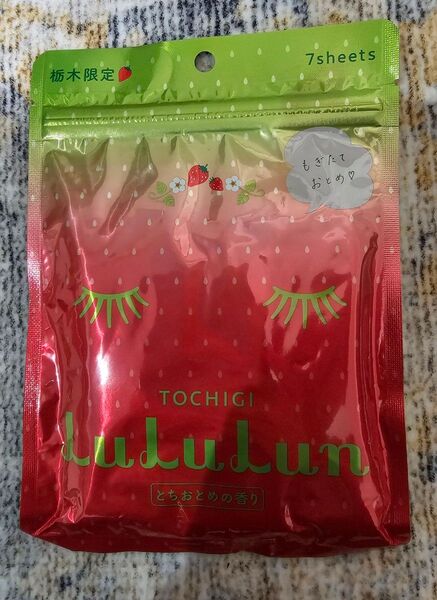 栃木限定
7sheets
もぎたて
おとめ♡
TOCHIGI
LuLuLun
とちおとめの香り